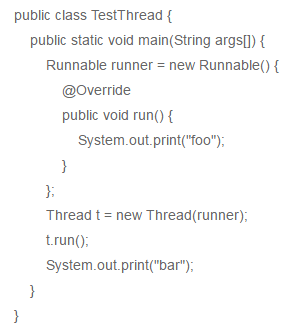 public class TestThread {
public static void main(String args[]) {
Runnable runner = new Runnable() {
@Override
public void run() {
System.out.print("foo");
}
};
Thread t = new Thread(runner);
t.run();
System.out.print("bar");
}
}